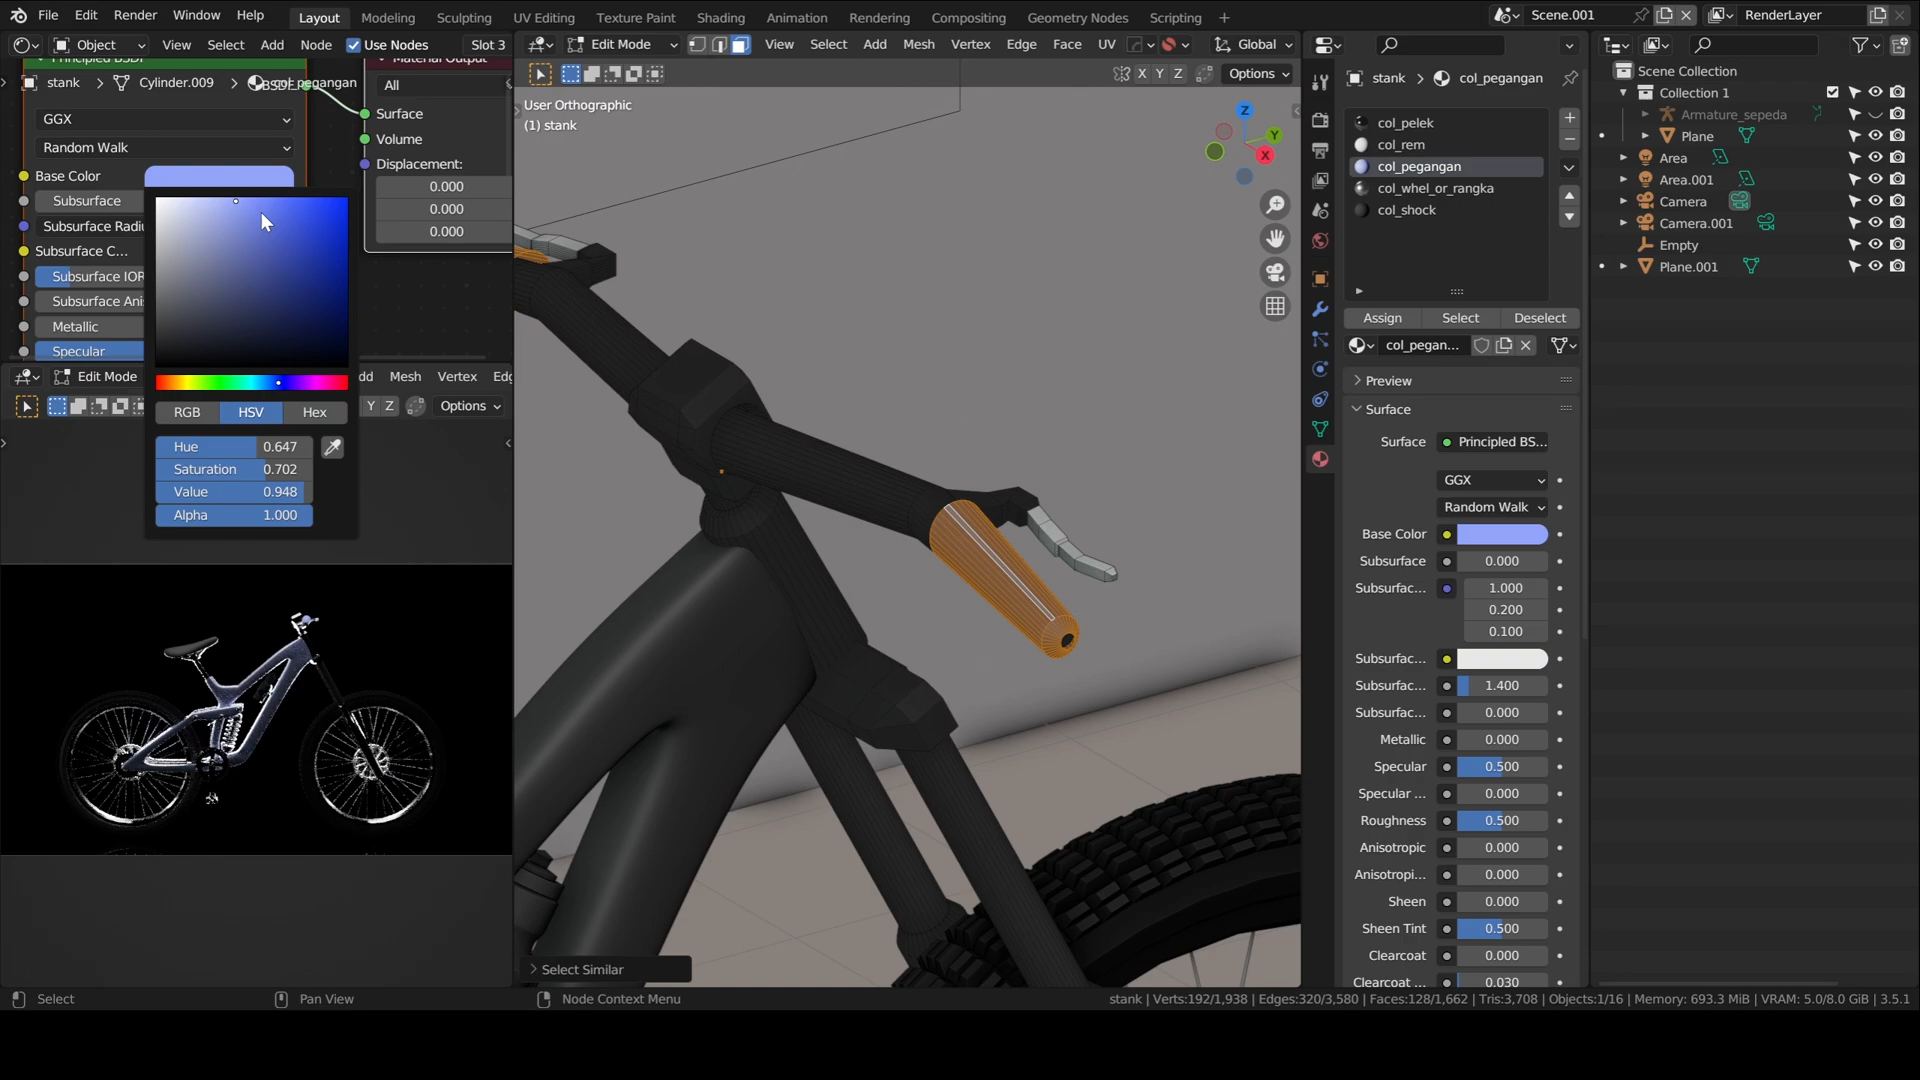 File Edit Render Window Help Layout Modeling Sculpting UV Editing Texture Paint Shading Animation Rendering Compositing Geometry Nodes Scripting + Scene.001 RenderLayer
Object View Select Add Node Use Nodes Slot 3
Edit Mode View Select Add Mesh Vertex Edge Face UV Global
X Y Z Options
stank Cylinder.009 col_pegangan
All
GGX
Surface
Random Walk
Volume
Base Color
Displacement:
Subsurface
0.000
Subsurface Radiu
0.000
Subsurface C...
0.000
Subsurface IOR
Subsurface Ani
Metallic
Specular
RGB HSV Hex
Hue 0.647
Saturation 0.702
Value 0.948
Alpha 1.000
Edit Mode dd Mesh Vertex Edg
Y Z Options
User Orthographic
(1) stank
Z
Y
X
Select Similar
stank col_pegangan
col_pelek
col_rem
col_pegangan
col_whel_or_rangka
col_shock
Assign Select Deselect
col_pegan...
Preview
Surface
Surface Principled BS...
GGX
Random Walk
Base Color
Subsurface 0.000
Subsurfac... 1.000
0.200
0.100
Subsurfac...
Subsurfac... 1.400
Subsurfac... 0.000
Metallic 0.000
Specular 0.500
Specular ... 0.000
Roughness 0.500
Anisotropic 0.000
Anisotropi... 0.000
Sheen 0.000
Sheen Tint 0.500
Clearcoat 0.000
Clearcoat ... 0.030
Scene Collection
Collection 1
Armature_sepeda
Plane
Area
Area.001
Camera
Camera.001
Empty
Plane.001
Select Pan View Node Context Menu stank | Verts:192/1,938 | Edges:320/3,580 | Faces:128/1,662 | Tris:3,708 | Objects:1/16 | Memory: 693.3 MiB | VRAM: 5.0/8.0 GiB | 3.5.1